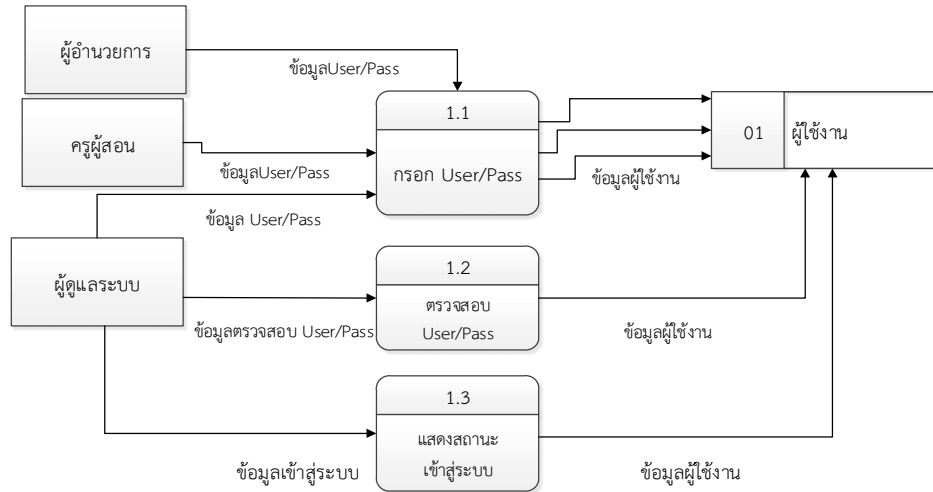 ผู้อำนวยการ
ข้อมูลUser/Pass
1.1
กรอก User/Pass
01
ผู้ใช้งาน
ครูผู้สอน
ข้อมูลUser/Pass
ข้อมูลผู้ใช้งาน
ข้อมูล User/Pass
ผู้ดูแลระบบ
1.2
ตรวจสอบ
User/Pass
ข้อมูลตรวจสอบ User/Pass
ข้อมูลผู้ใช้งาน
1.3
แสดงสถานะ
เข้าสู่ระบบ
ข้อมูลเข้าสู่ระบบ
ข้อมูลผู้ใช้งาน